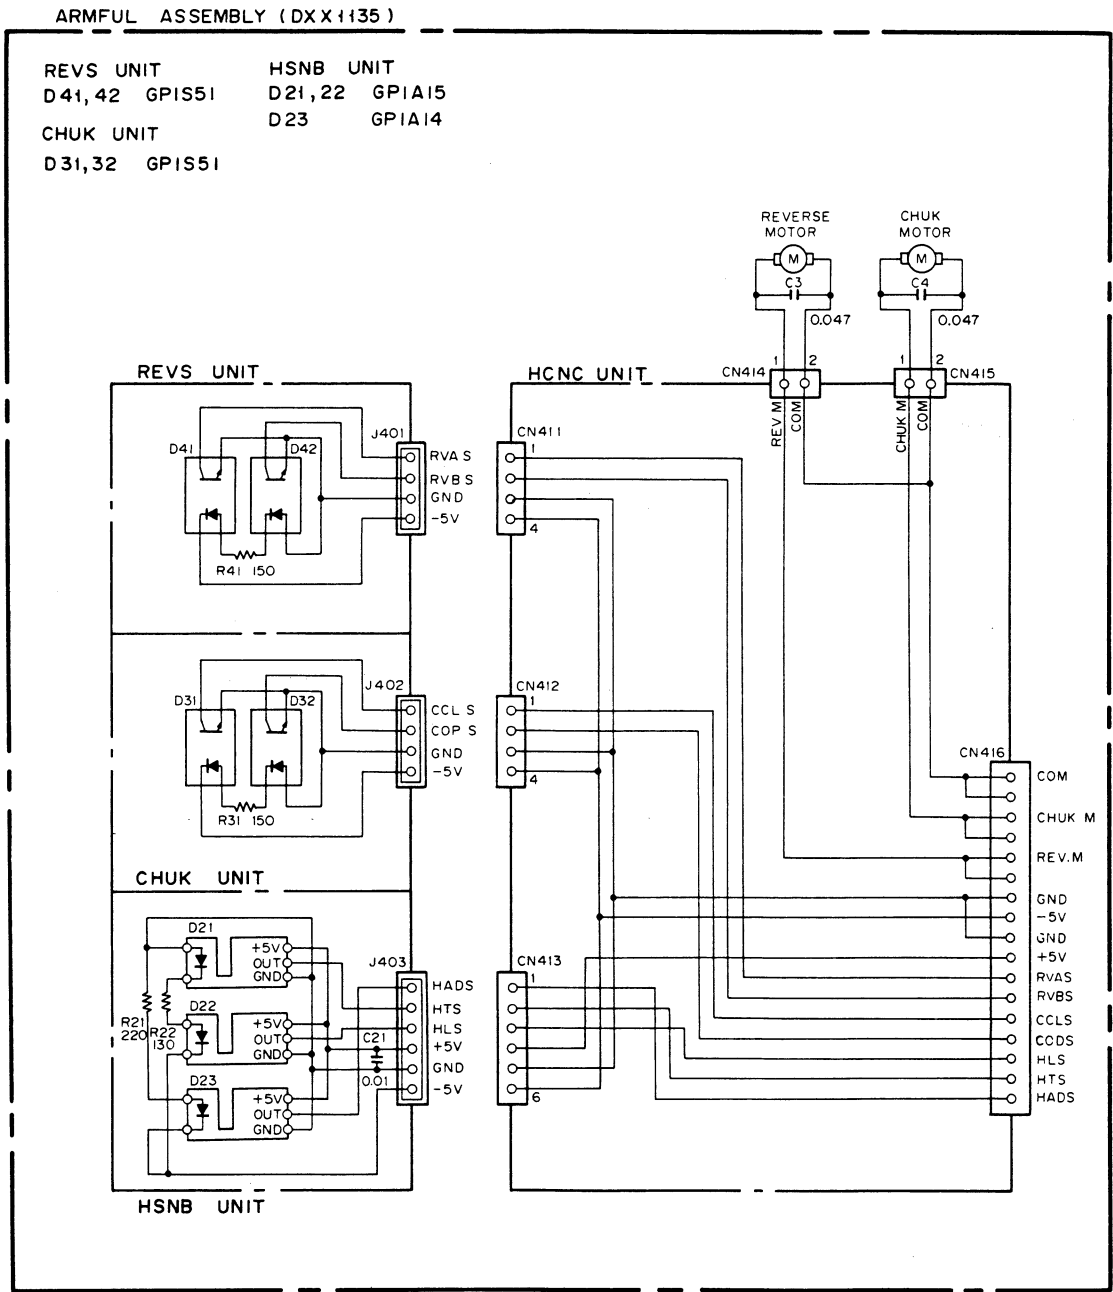 ARMFUL ASSEMBLY (DXX1135)
REVS UNIT
D41,42 GPIS51
CHUK UNIT
D31,32 GPIS51
HSNB UNIT
D21,22 GPIA15
D23 GPIA14
REVERSE
MOTOR
M
C3
0.047
CHUK
MOTOR
M
C4
0.047
CN414
1
2
REV M
COM
1
2
CN415
CHUK M
COM
REVS UNIT
D41
D42
R41 150
J401
RVA S
RVB S
GND
-5V
HCNC UNIT
CN411
1
4
D31
D32
R31 150
J402
CCL S
COP S
GND
-5V
CHUK UNIT
CN412
1
4
D21
+5V
OUT
GND
R21
220
R22
130
D22
+5V
OUT
GND
D23
+5V
OUT
GND
C21
0.01
J403
HADS
HTS
HLS
+5V
GND
-5V
HSNB UNIT
CN413
1
6
CN416
COM
CHUK M
REV.M
GND
-5V
GND
+5V
RVAS
RVBS
CCLS
CODS
HLS
HTS
HADS